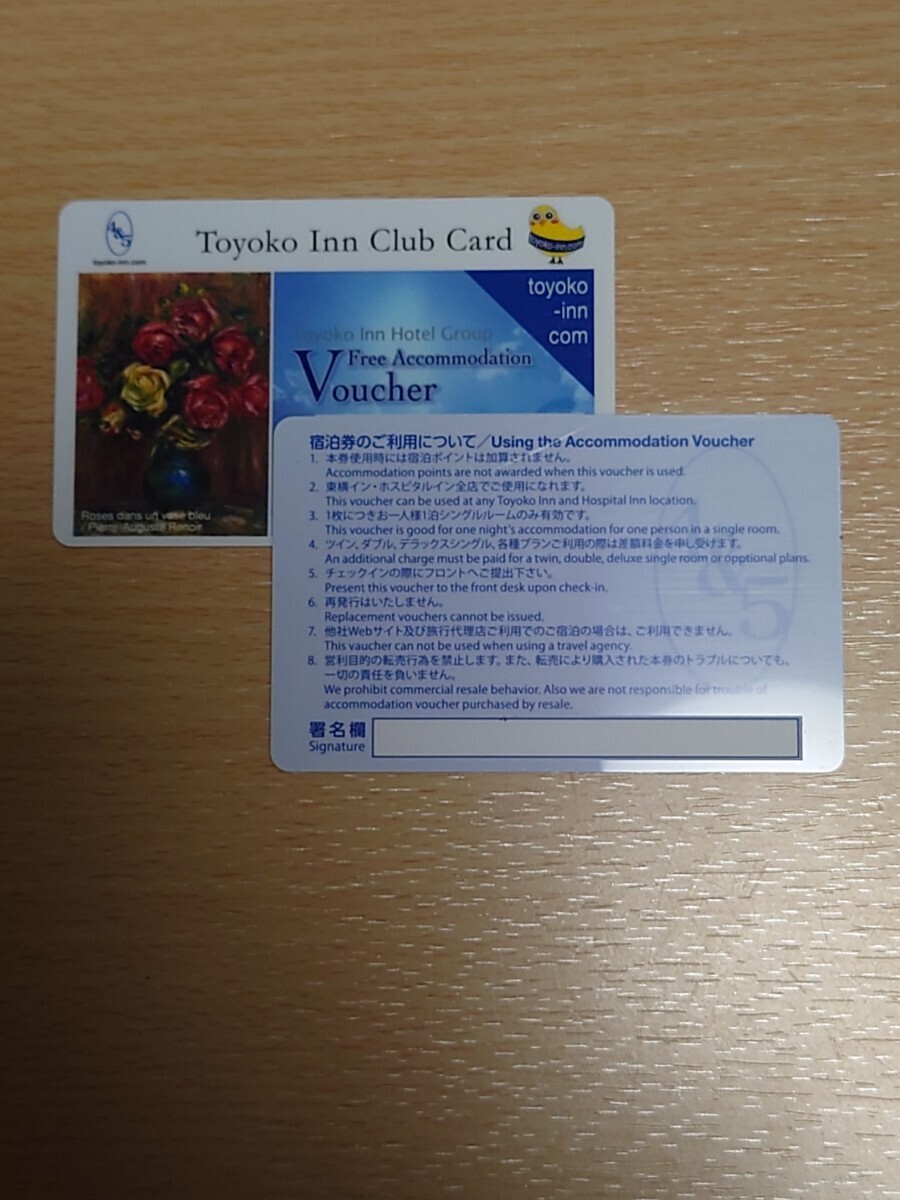 toyoko-inn.com
Toyoko Inn Club Card
toyoko-inn.com
toyoko
-inn
com
Toyoko Inn Hotel Group
Free Accommodation
Voucher
Roses dans un vase bleu
/ Pierre Auguste Renoir
宿泊券のご利用について/Using the Accommodation Voucher
1. 本券使用時には宿泊ポイントは加算されません。
Accommodation points are not awarded when this voucher is used.
2. 東横イン・ホスピタルイン全店でご使用になれます。
This voucher can be used at any Toyoko Inn and Hospital Inn location.
3. 1枚につきお一人様1泊シングルルームのみ有効です。
This voucher is good for one night's accommodation for one person in a single room.
4. ツイン、ダブル、デラックスシングル、各種プランご利用の際は差額料金を申し受けます。
An additional charge must be paid for a twin, double, deluxe single room or opptional plans.
5. チェックインの際にフロントへご提出下さい。
Present this voucher to the front desk upon check-in.
6. 再発行はいたしません。
Replacement vouchers cannot be issued.
7. 他社Webサイト及び旅行代理店ご利用でのご宿泊の場合は、ご利用できません。
This vaucher can not be used when using a travel agency.
8. 営利目的の転売行為を禁止します。また、転売により購入された本券のトラブルについても、
一切の責任を負いません。
We prohibit commercial resale behavior. Also we are not responsible for trouble of
accommodation voucher purchased by resale.
署名欄
Signature